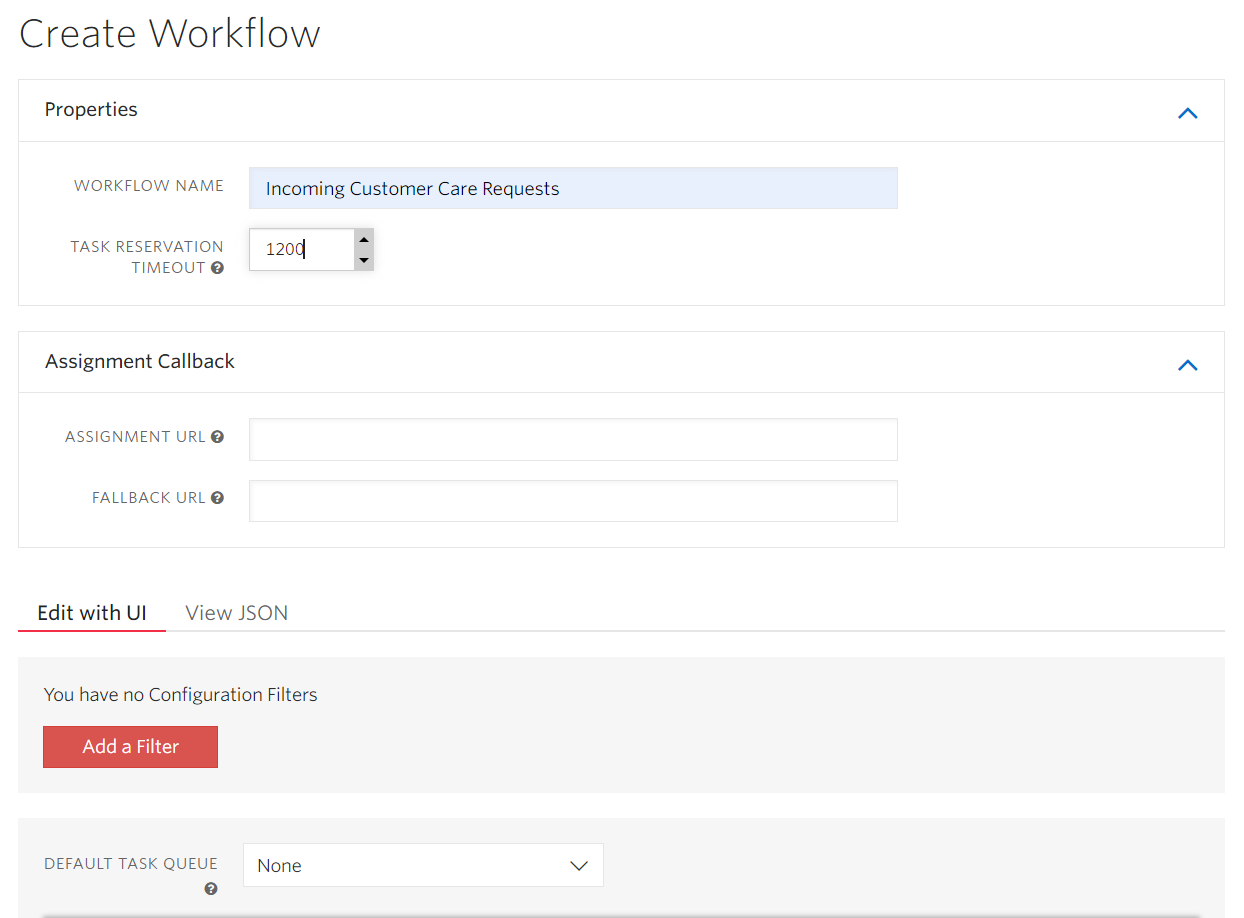 Create Workflow
Properties
WORKFLOW NAME
Incoming Customer Care Requests
TASK RESERVATION
TIMEOUT
1200
Assignment Callback
ASSIGNMENT URL
FALLBACK URL
Edit with UI
View JSON
You have no Configuration Filters
Add a Filter
DEFAULT TASK QUEUE
None